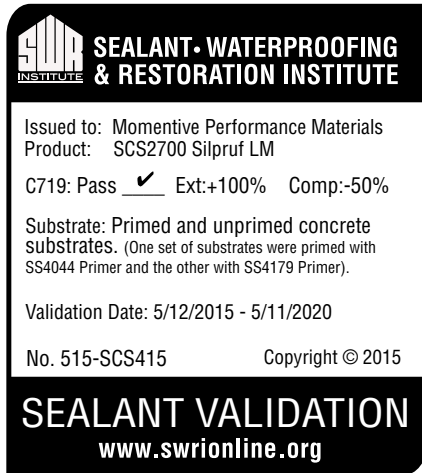 SWR
INSTITUTE
SEALANT• WATERPROOFING
& RESTORATION INSTITUTE
Issued to: Momentive Performance Materials
Product: SCS2700 Silpruf LM
C719: Pass ✔ Ext:+100% Comp:-50%
Substrate: Primed and unprimed concrete
substrates. (One set of substrates were primed with
SS4044 Primer and the other with SS4179 Primer).
Validation Date: 5/12/2015 - 5/11/2020
No. 515-SCS415 Copyright © 2015
SEALANT VALIDATION
www.swrionline.org